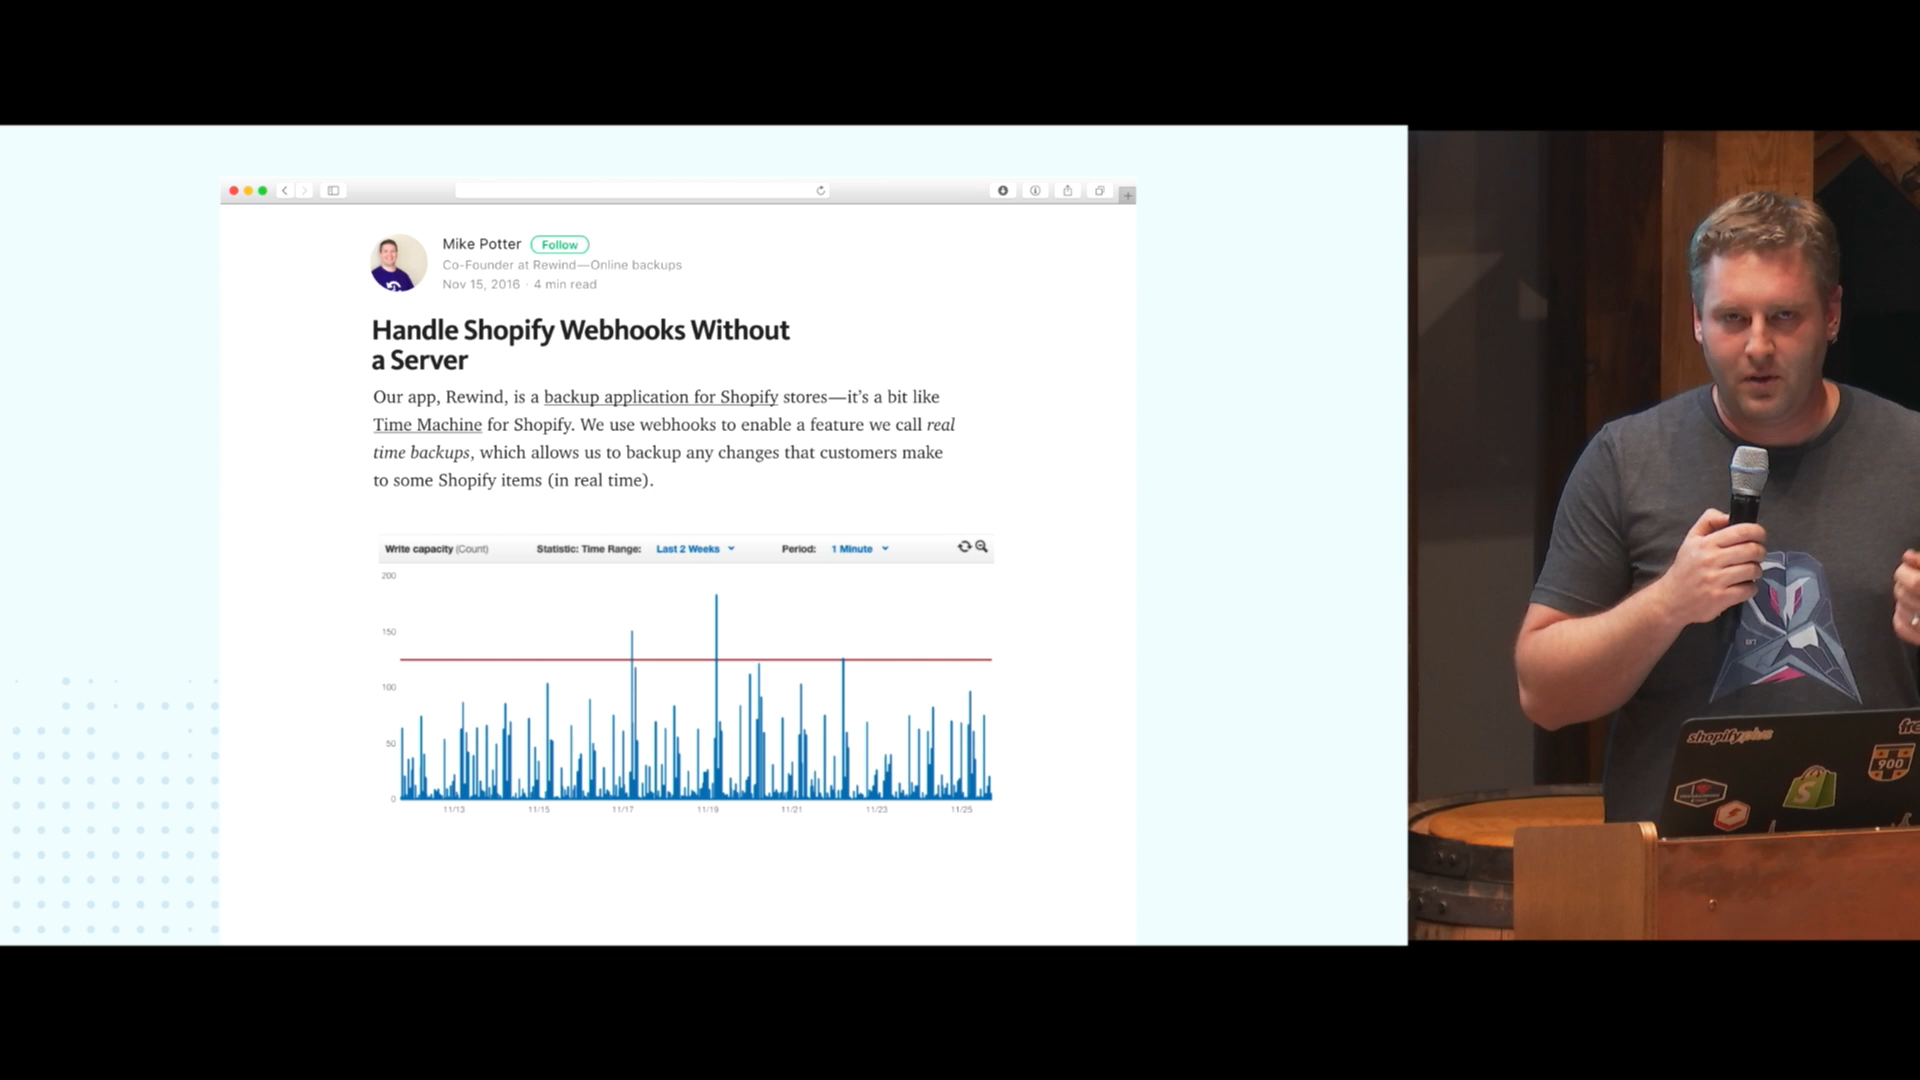 Mike Potter Follow
Co-Founder at Rewind—Online backups
Nov 15, 2016 · 4 min read
Handle Shopify Webhooks Without
a Server
Our app, Rewind, is a backup application for Shopify stores—it’s a bit like
Time Machine for Shopify. We use webhooks to enable a feature we call real
time backups, which allows us to backup any changes that customers make
to some Shopify items (in real time).
Write capacity (Count) Statistic: Time Range: Last 2 Weeks Period: 1 Minute
200
150
100
50
0
11/13 11/15 11/17 11/19 11/21 11/23 11/25
shopifyplus
900
S